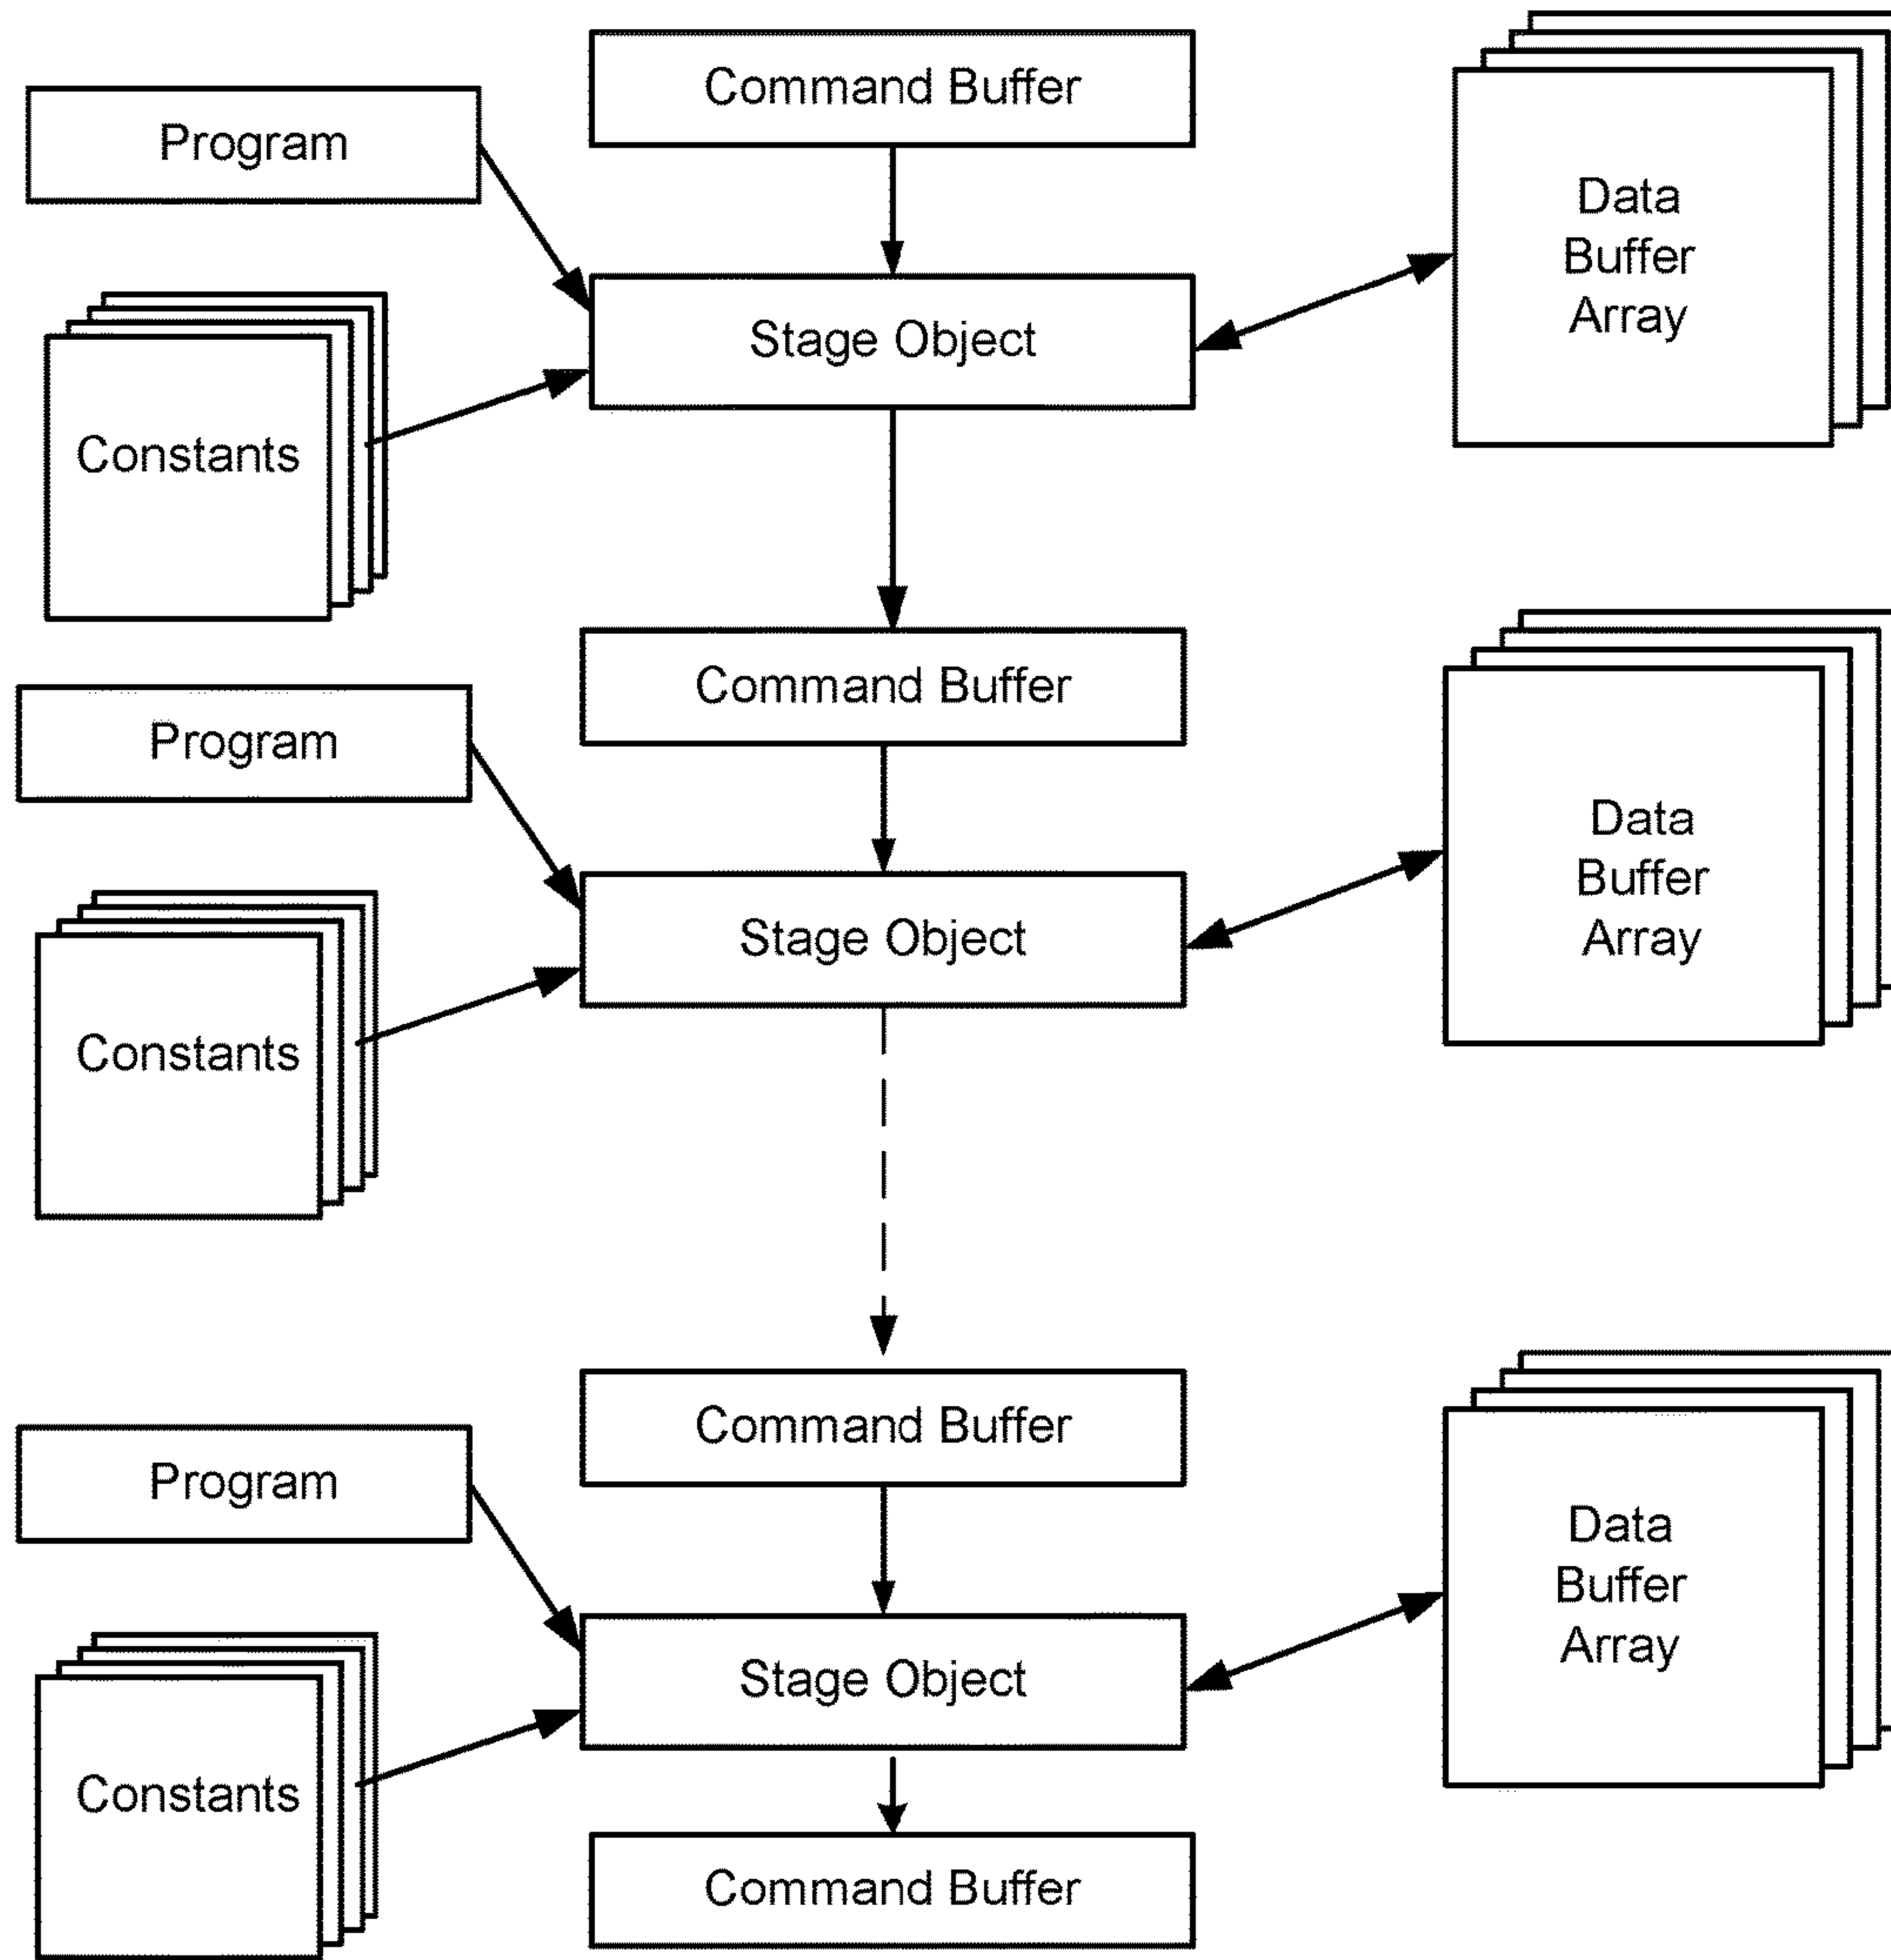 Command Buffer
Program
Data
Buffer
Array
Stage Object
Constants
Command Buffer
Program
Data
Buffer
Array
Stage Object
Constants
Command Buffer
Program
Data
Buffer
Array
Stage Object
Constants
Command Buffer